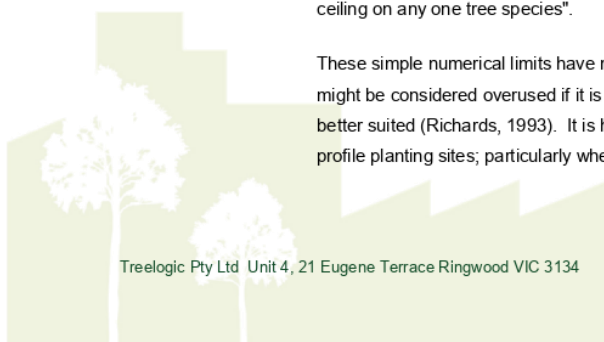 ceiling on any one tree species".
These simple numerical limits have
might be considered overused if it is
better suited (Richards, 1993).  It is
profile planting sites; particularly
Treelogic Pty Ltd  Unit 4, 21 Eugene Terrace Ringwood VIC 3134